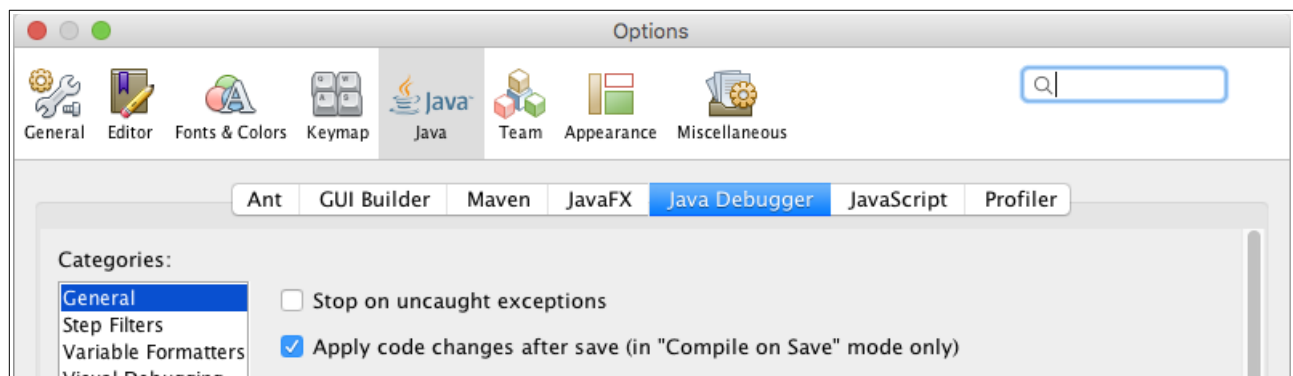 Options
Java
General Editor Fonts & Colors Keymap Java Team Appearance Miscellaneous
Ant GUI Builder Maven JavaFX Java Debugger JavaScript Profiler
Categories:
General
Stop on uncaught exceptions
Step Filters
Variable Formatters
Apply code changes after save (in "Compile on Save" mode only)
Visual Debugging